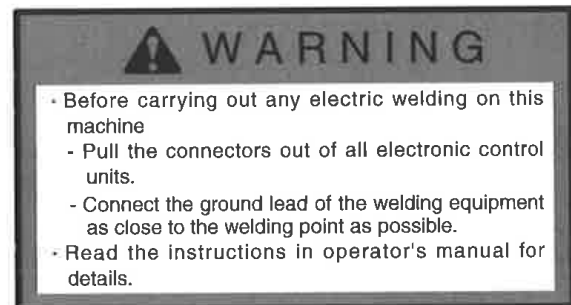 WARNING
· Before carrying out any electric welding on this
machine
- Pull the connectors out of all electronic control
units.
- Connect the ground lead of the welding equipment
as close to the welding point as possible.
· Read the instructions in operator's manual for
details.